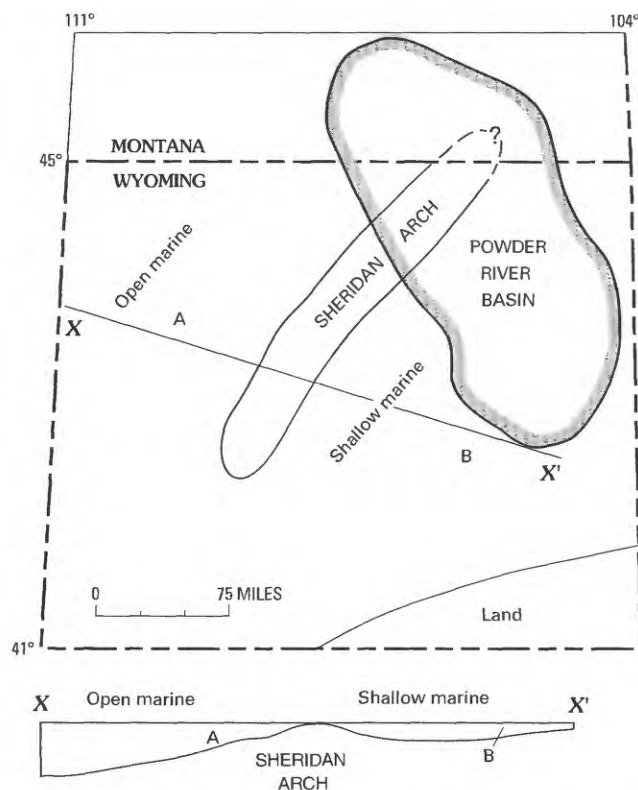 111°
104°
MONTANA
45°
WYOMING
?
Open marine
SHERIDAN ARCH
POWDER
RIVER
BASIN
X
A
Shallow marine
B
X'
0 75 MILES
Land
41°
X Open marine Shallow marine X'
A
SHERIDAN
ARCH
B